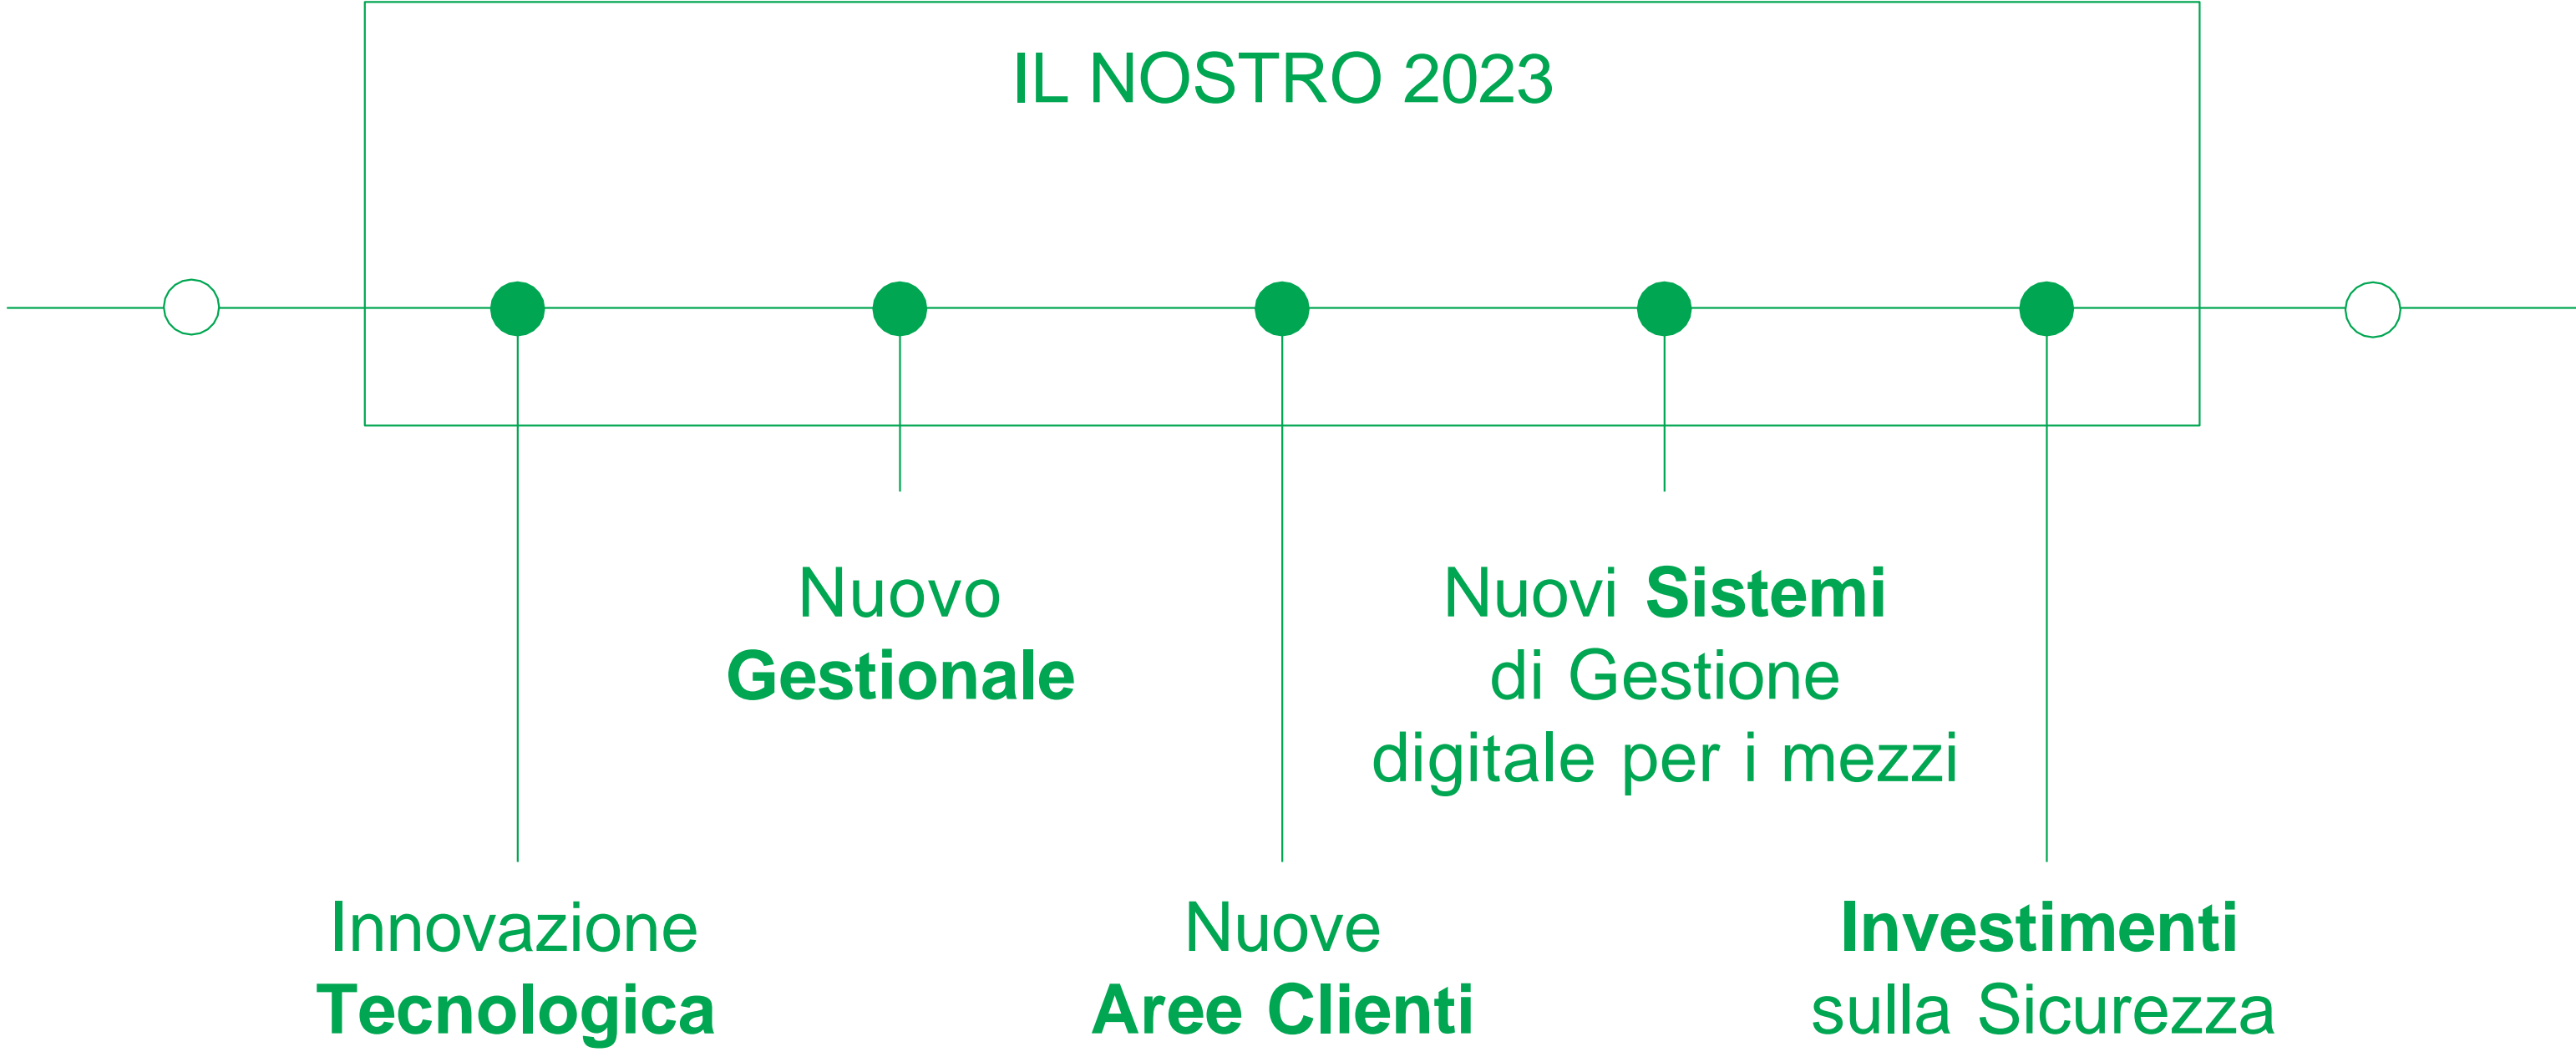 IL NOSTRO 2023
Innovazione
Tecnologica
Nuovo
Gestionale
Nuove
Aree Clienti
Nuovi Sistemi
di Gestione
digitale per i mezzi
Investimenti
sulla Sicurezza